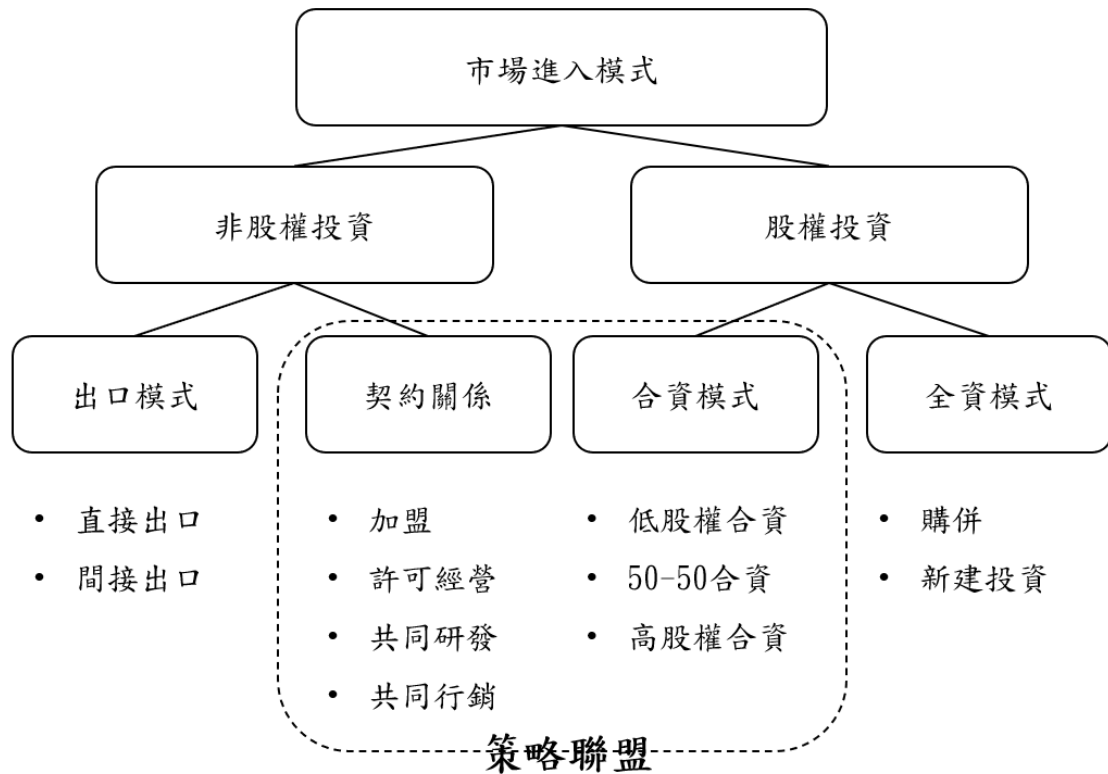 市場進入模式
非股權投資
股權投資
出口模式
契約關係
合資模式
全資模式
• 直接出口
• 間接出口
• 加盟
• 許可經營
• 共同研發
• 共同行銷
• 低股權合資
• 50-50合資
• 高股權合資
• 購併
• 新建投資
策略聯盟